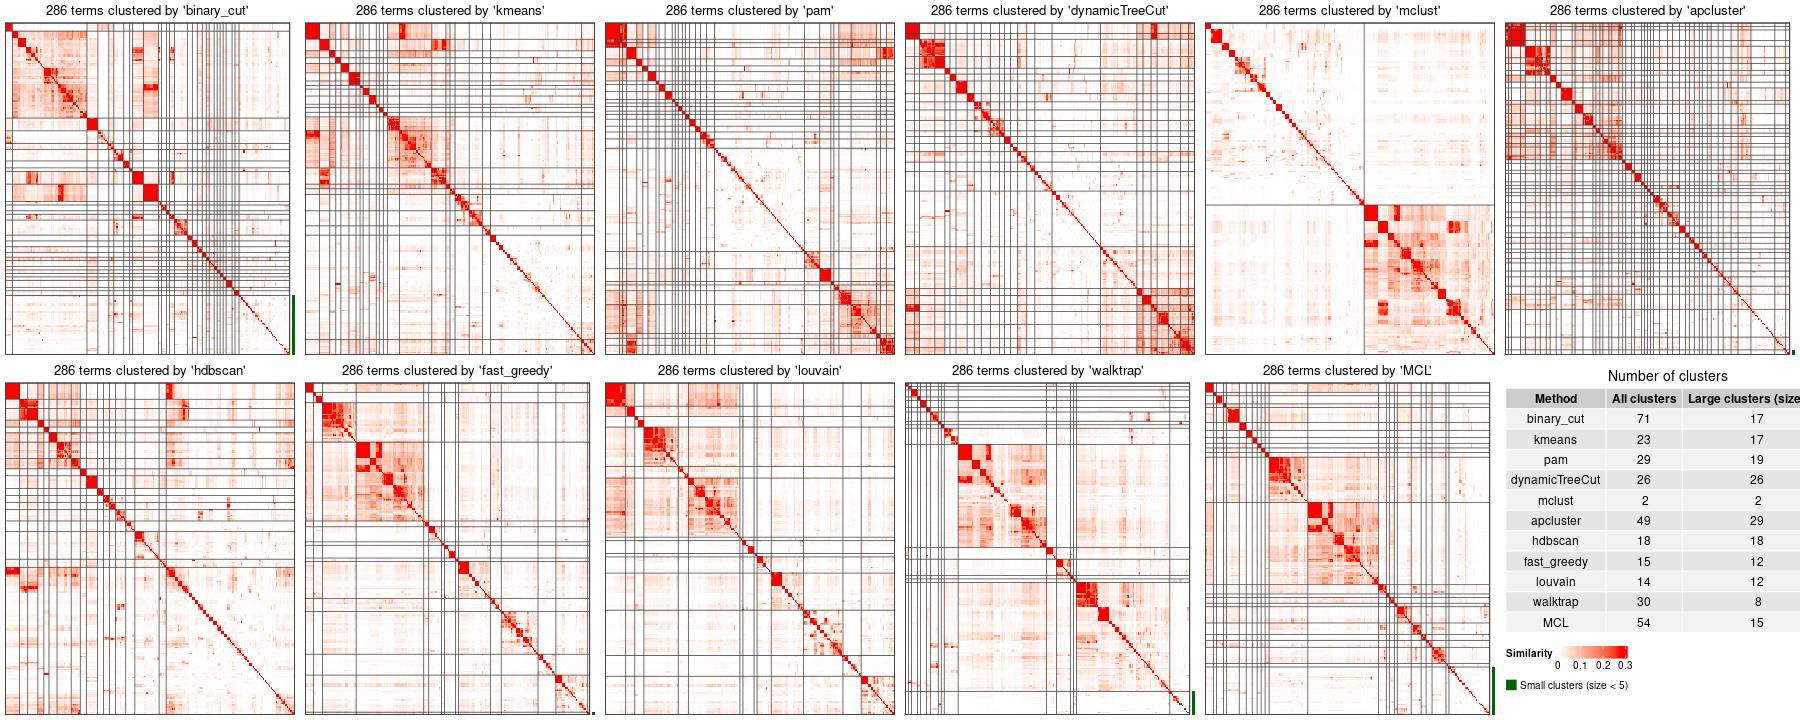 286 terms clustered by 'binary_cut'
286 terms clustered by 'kmeans'
286 terms clustered by 'pam'
286 terms clustered by 'dynamicTreeCut'
286 terms clustered by 'mclust'
286 terms clustered by 'apcluster'
286 terms clustered by 'hdbscan'
286 terms clustered by 'fast_greedy'
286 terms clustered by 'louvain'
286 terms clustered by 'walktrap'
286 terms clustered by 'MCL'
Number of clusters
Method All clusters Large clusters (size
binary_cut 71 17
kmeans 23 17
pam 29 19
dynamicTreeCut 26 26
mclust 2 2
apcluster 49 29
hdbscan 18 18
fast_greedy 15 12
louvain 14 12
walktrap 30 8
MCL 54 15
Similarity
0 0.1 0.2 0.3
Small clusters (size < 5)